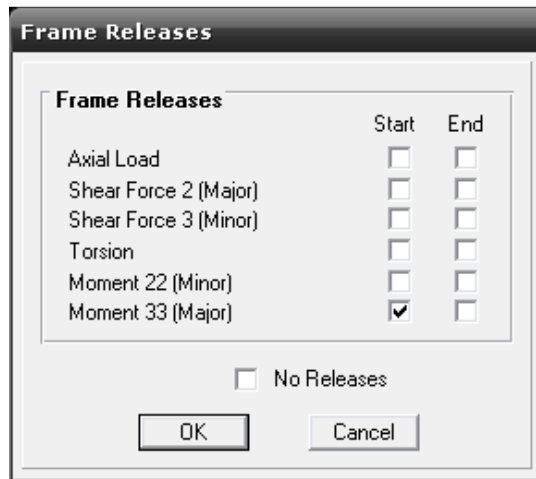 Frame Releases
Frame Releases
Start End
Axial Load
Shear Force 2 (Major)
Shear Force 3 (Minor)
Torsion
Moment 22 (Minor)
Moment 33 (Major)
No Releases
OK Cancel